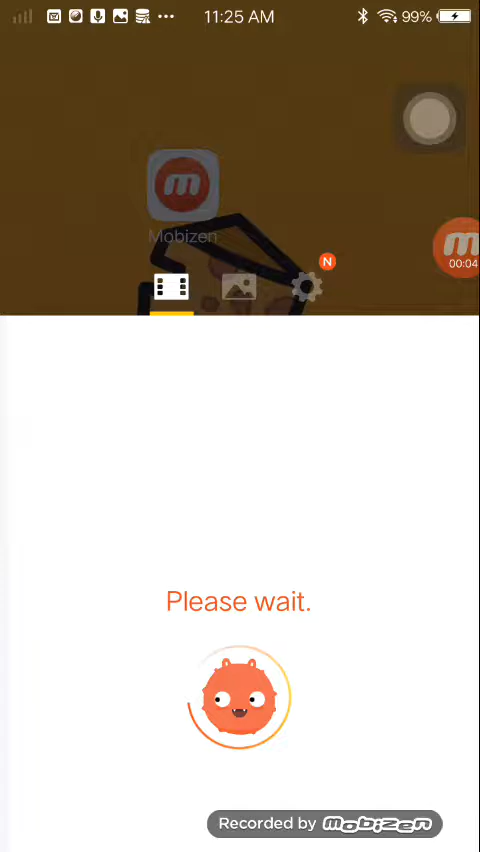 11:25 AM
99%
m
Mobizen
N
m
00:04
Please wait.
Recorded by mobizen